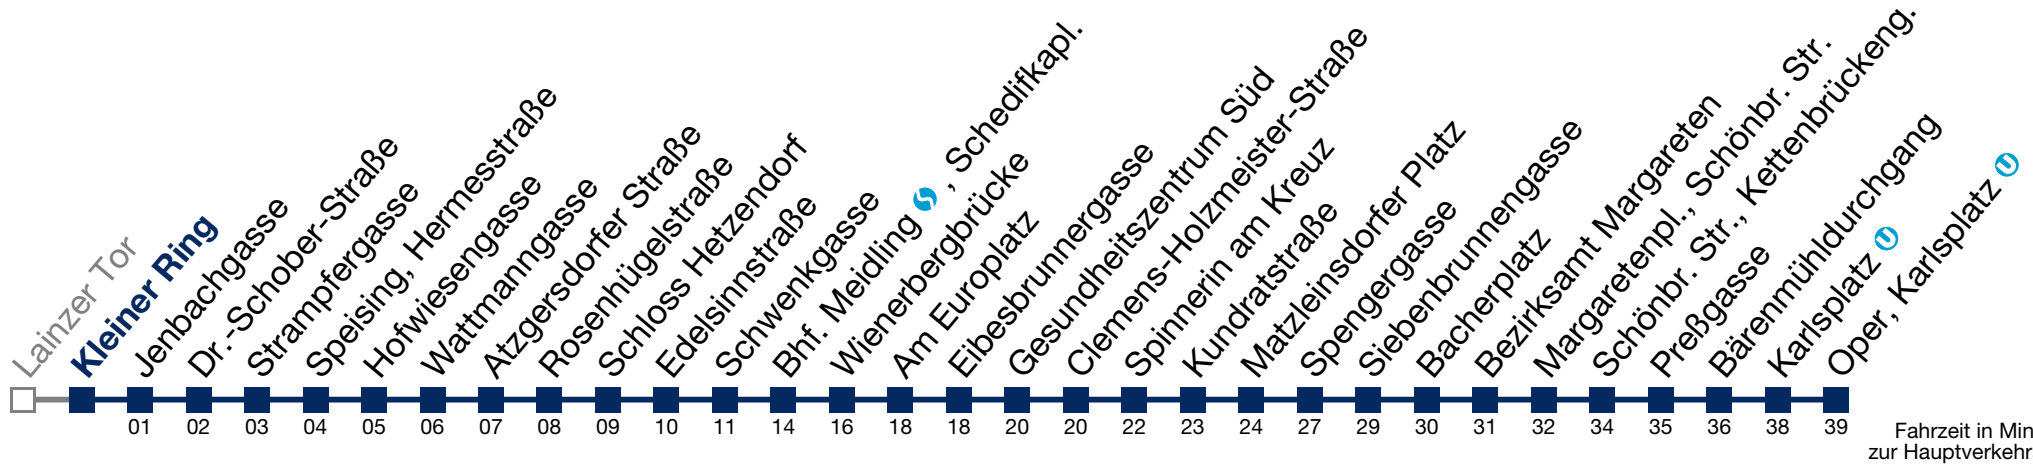 Lainzer Tor
Kleiner Ring
Jenbachgasse
Dr.-Schober-Straße
Strampfergasse
Speising, Hermesstraße
Hofwiesengasse
Wattmanngasse
Atzgersdorfer Straße
Rosenhügelstraße
Schloss Hetzendorf
Edelsinnstraße
Schwenkgasse
Bhf. Meidling S, Schedifkapl.
Wienerbergbrücke
Am Europlatz
Eibesbrunnergasse
Gesundheitszentrum Süd
Clemens-Holzmeister-Straße
Spinnerin am Kreuz
Kundratstraße
Matzleinsdorfer Platz
Spengergasse
Siebenbrunnengasse
Bacherplatz
Bezirksamt Margareten
Margaretenpl., Schönbr. Str.
Schönbr. Str., Kettenbrückeng.
Preßgasse
Bärenmühldurchgang
Karlsplatz U
Oper, Karlsplatz U
01 02 03 04 05 06 07 08 09 10 11 14 16 18 18 20 20 22 23 24 27 29 30 31 32 34 35 36 38 39
Fahrzeit in Min
zur Hauptverkehr